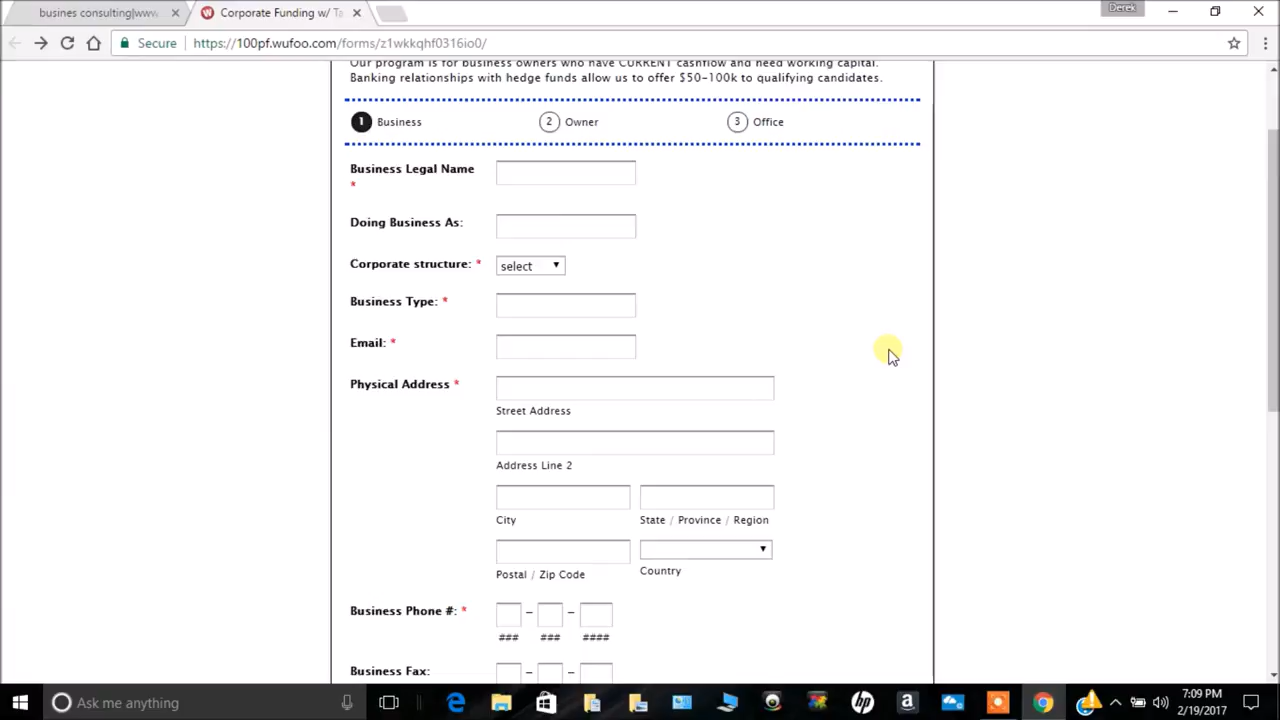 busines consulting|www.
Corporate Funding w/ Ta
Derek
Secure
https://100pf.wufoo.com/forms/z1wkkqhf0316io0/
Our program is for business owners who have CURRENT cashflow and need working capital.
Banking relationships with hedge funds allow us to offer $50-100k to qualifying candidates.
1 Business 2 Owner 3 Office
Business Legal Name
*
Doing Business As:
Corporate structure: * select
Business Type: *
Email: *
Physical Address *
Street Address
Address Line 2
City State / Province / Region
Postal / Zip Code Country
Business Phone #: * – –
### ### ####
Business Fax: – –
Ask me anything
7:09 PM
2/19/2017